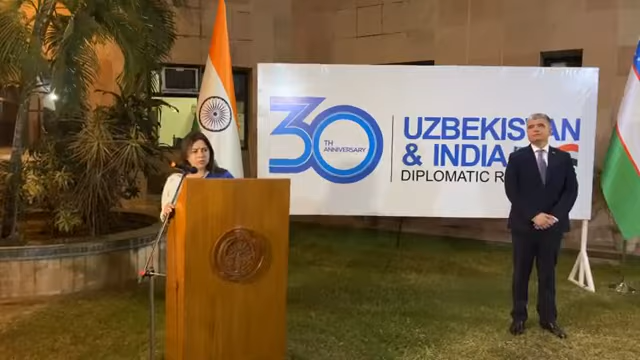 30
TH
ANNIVERSARY
UZBEKISTAN
& INDIA
DIPLOMATIC